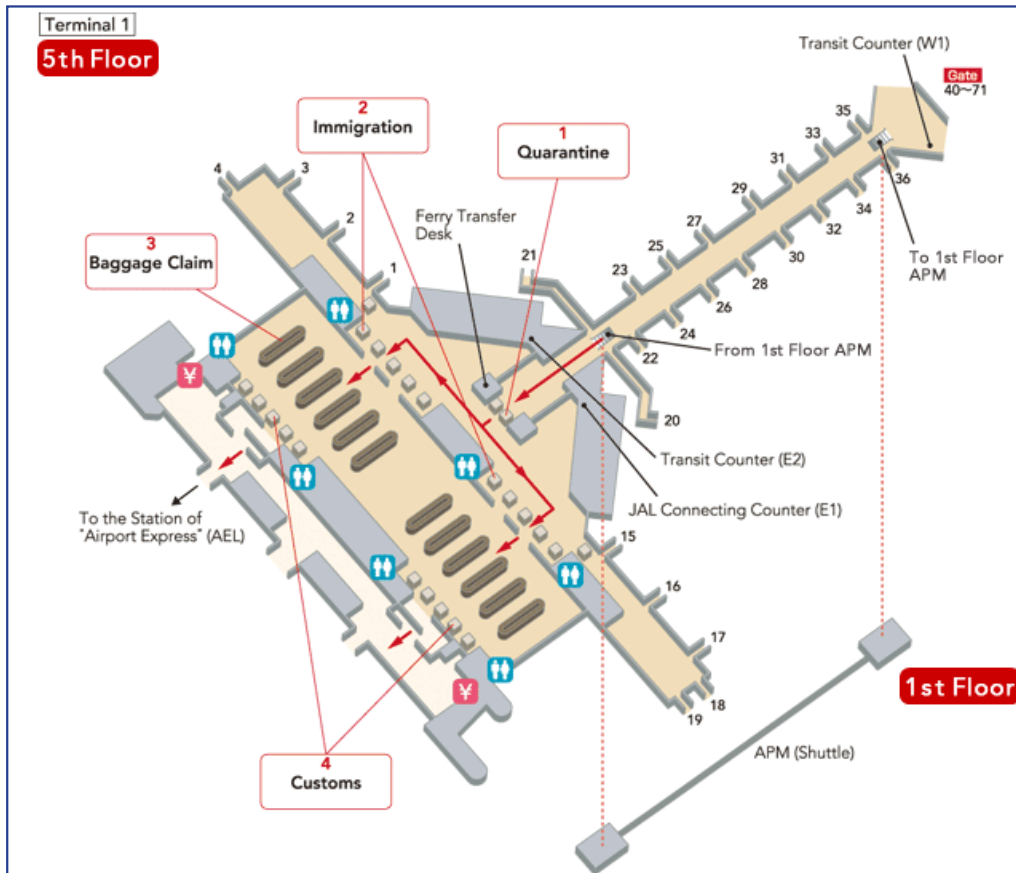 Terminal 1
5th Floor
Transit Counter (W1)
Gate
40~71
2
Immigration
1
Quarantine
35
33
31
29
27
25
23
21
36
34
32
30
28
26
24
22
20
4
3
2
1
Ferry Transfer
Desk
3
Baggage Claim
To 1st Floor
APM
From 1st Floor APM
¥
Transit Counter (E2)
JAL Connecting Counter (E1)
To the Station of
"Airport Express" (AEL)
15
16
17
18
19
¥
1st Floor
APM (Shuttle)
4
Customs